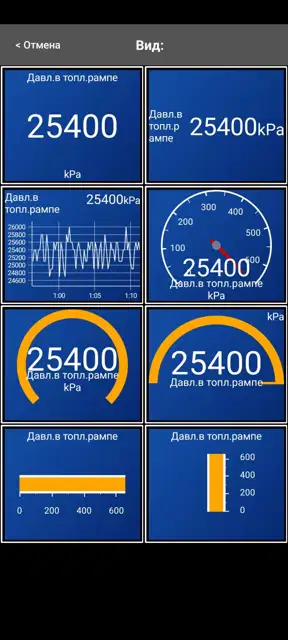 < Отмена
Вид:
Давл.в топл.рампе
25400
kPa
Давл.в
топл.р
ампе
25400kPa
Давл.в
топл.рампе
25400kPa
26000
25800
25600
25400
25200
25000
24800
24600
1:00 1:05 1:10
100
200
300
400
500
600
25400
Давл.в топл.рампе
kPa
25400
Давл.в топл.рампе
kPa
kPa
25400
Давл.в топл.рампе
Давл.в топл.рампе
0 200 400 600
Давл.в топл.рампе
600
400
200
0